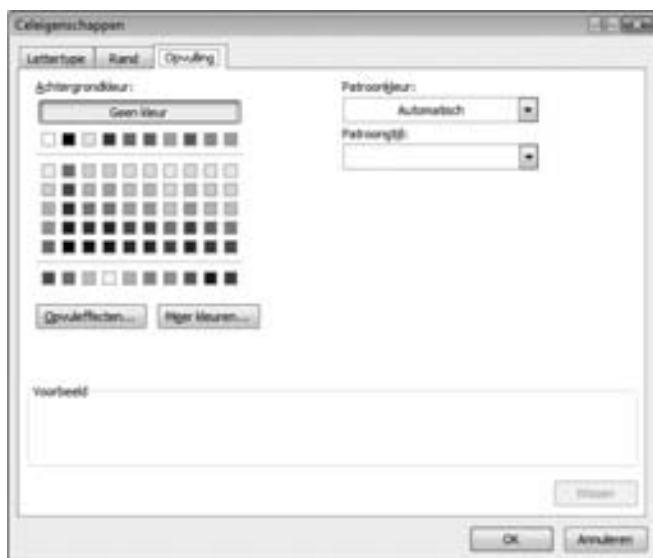 Celeigenschappen
Lettertype Rand Opvulling
Achtergrondkleur:
Geen kleur
Patroonkleur:
Automatisch
Patroonstijl:
Opvuleffecten... Meer kleuren...
Voorbeeld
Wissen
OK Annuleren